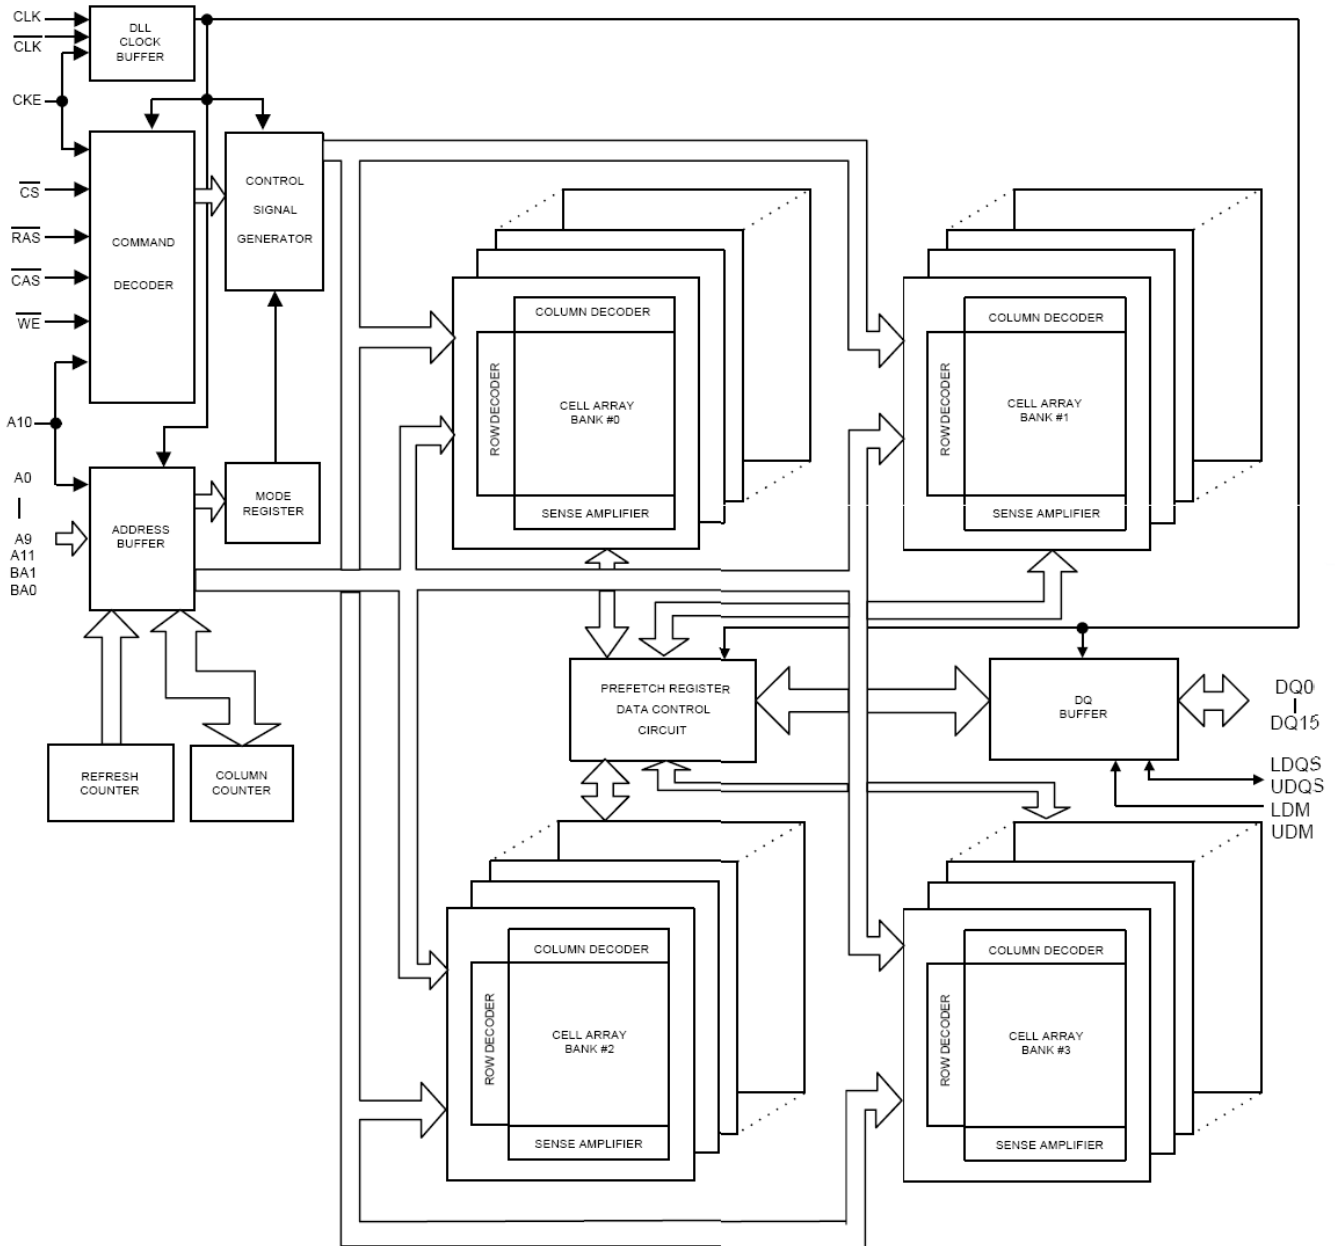 CLK
CLK
CKE
CS
RAS
CAS
WE
A10
A0
A9
A11
BA1
BA0
DLL
CLOCK
BUFFER
COMMAND
DECODER
CONTROL
SIGNAL
GENERATOR
ADDRESS
BUFFER
MODE
REGISTER
REFRESH
COUNTER
COLUMN
COUNTER
COLUMN DECODER
ROW DECODER
CELL ARRAY
BANK #0
SENSE AMPLIFIER
COLUMN DECODER
ROW DECODER
CELL ARRAY
BANK #1
SENSE AMPLIFIER
PREFETCH REGISTER
DATA CONTROL
CIRCUIT
DQ
BUFFER
DQ0
DQ15
LDQS
UDQS
LDM
UDM
COLUMN DECODER
ROW DECODER
CELL ARRAY
BANK #2
SENSE AMPLIFIER
COLUMN DECODER
ROW DECODER
CELL ARRAY
BANK #3
SENSE AMPLIFIER